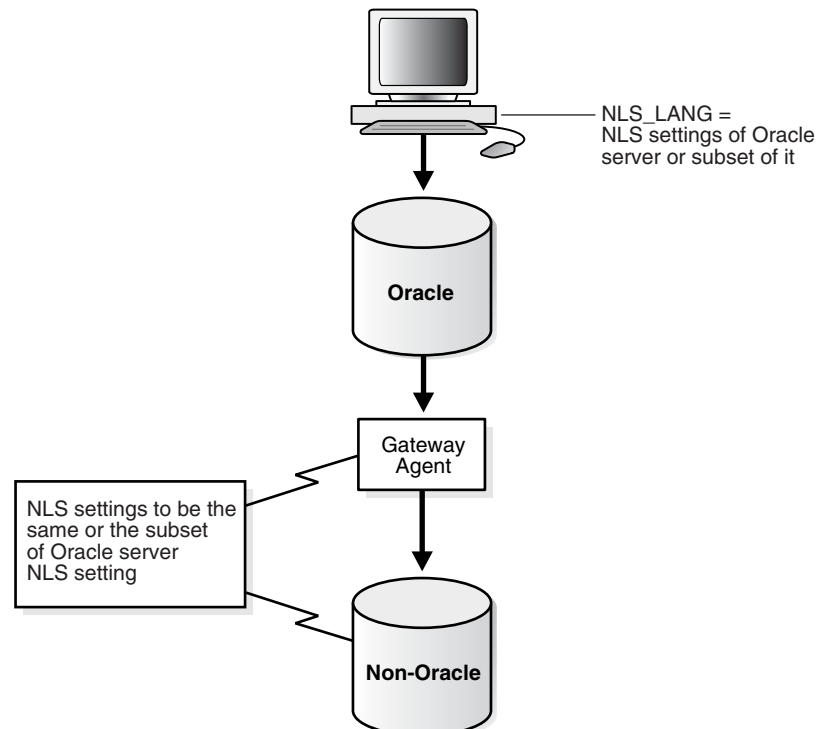 NLS_LANG =
NLS settings of Oracle
server or subset of it
Oracle
Gateway
Agent
NLS settings to be the
same or the subset
of Oracle server
NLS setting
Non-Oracle